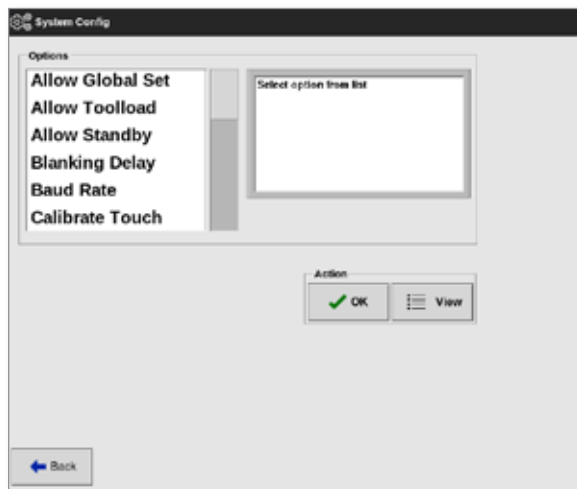 System Config
Options
Allow Global Set
Allow Toolload
Allow Standby
Blanking Delay
Baud Rate
Calibrate Touch
Select option from list
Action
OK
View
Back